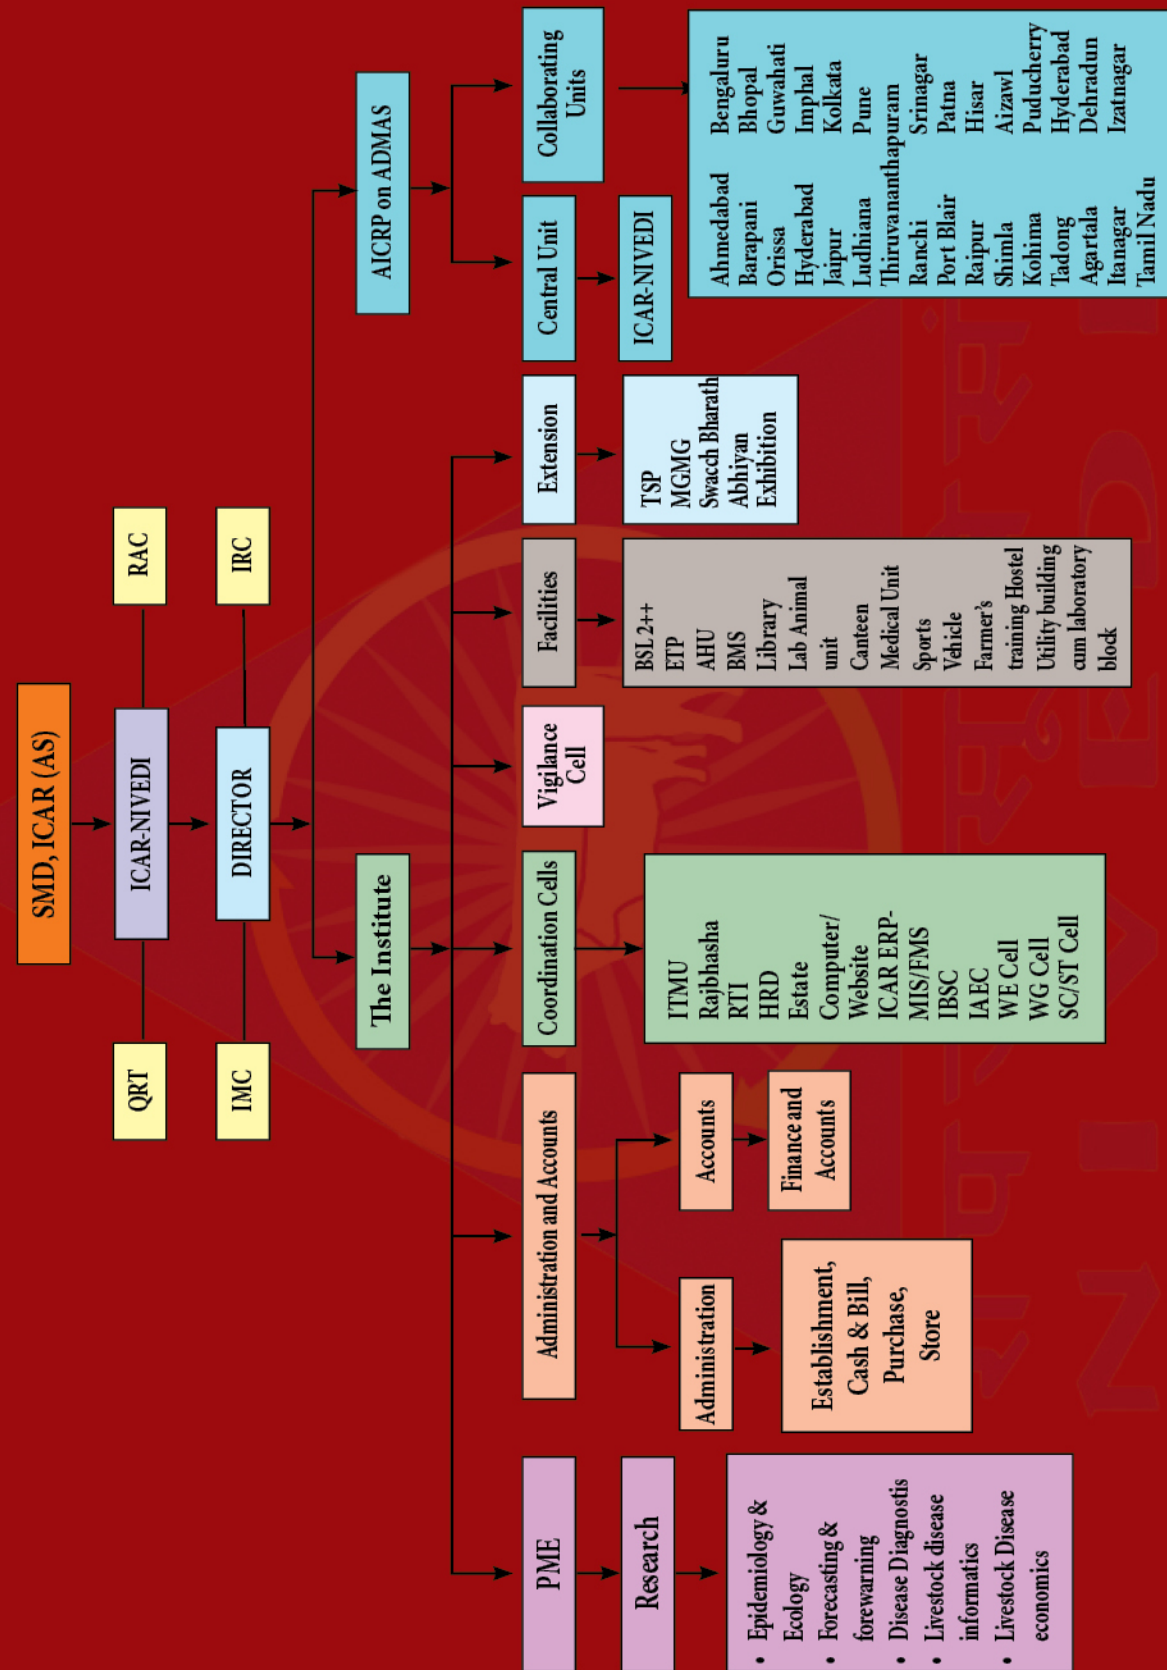 SMD, ICAR (AS)
QRT
ICAR-NIVEDI
RAC
IMC
DIRECTOR
IRC
The Institute
AICRP on ADMAS
PME
Administration and Accounts
Coordination Cells
Vigilance
Cell
Facilities
Extension
Central Unit
Collaborating
Units
Research
• Epidemiology &
Ecology
• Forecasting &
forewarning
• Disease Diagnostis
• Livestock disease
informatics
• Livestock Disease
economics
Administration
Accounts
Establishment,
Cash & Bill,
Purchase,
Store
Finance and
Accounts
ITMU
Rajbhasha
RTI
HRD
Estate
Computer/
Website
ICAR ERP-
MIS/FMS
IBSC
IAEC
WE Cell
WG Cell
SC/ST Cell
BSL 2++
ETP
AHU
BMS
Library
Lab Animal
unit
Canteen
Medical Unit
Sports
Vehicle
Farmer's
training Hostel
Utility building
cum laboratory
block
TSP
MGMG
Swacch Bharath
Abhiyan
Exhibition
ICAR-NIVEDI
Ahmedabad Bengaluru
Barapani Bhopal
Orissa Guwahati
Hyderabad Imphal
Jaipur Kolkata
Ludhiana Pune
Thiruvananthapuram
Ranchi Srinagar
Port Blair Patna
Raipur Hisar
Shimla Aizawl
Kohima Puducherry
Tadong Hyderabad
Agartala Dehradun
Itanagar Izatnagar
Tamil Nadu